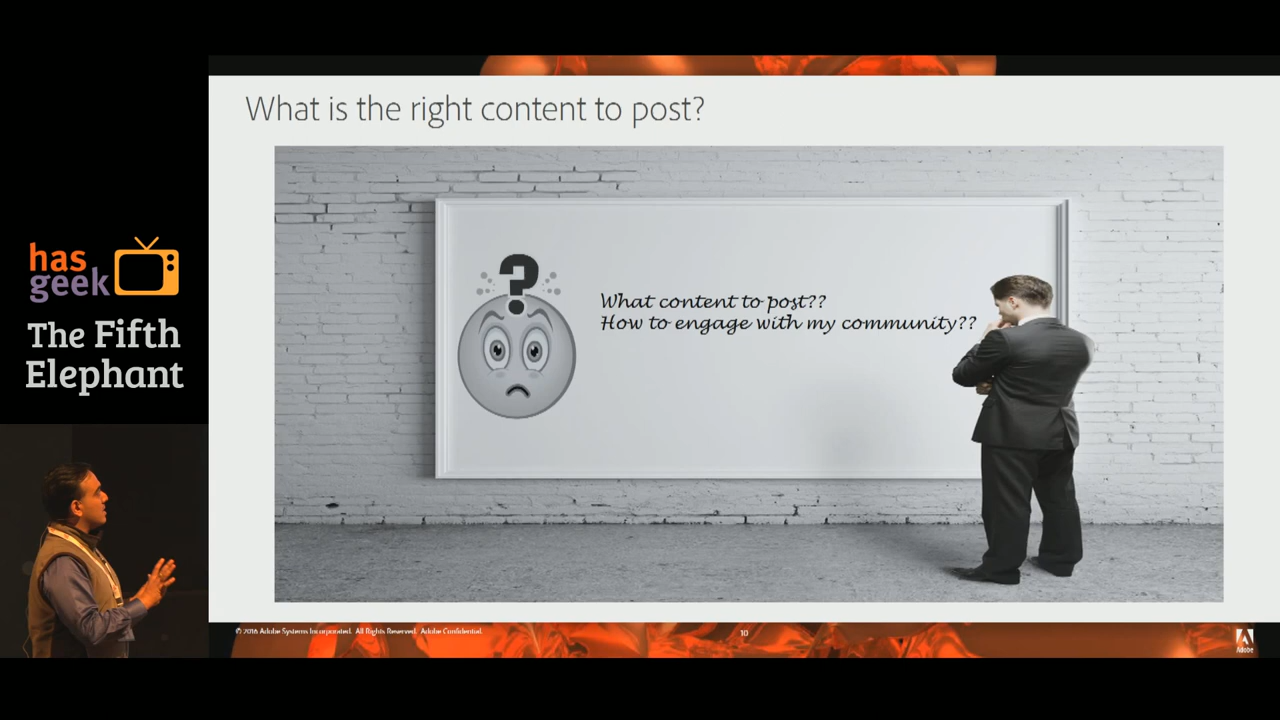 What is the right content to post?
?
What content to post??
How to engage with my community??
has
geek
The Fifth
Elephant
© 2016 Adobe Systems Incorporated. All Rights Reserved. Adobe Confidential.
10
Adobe